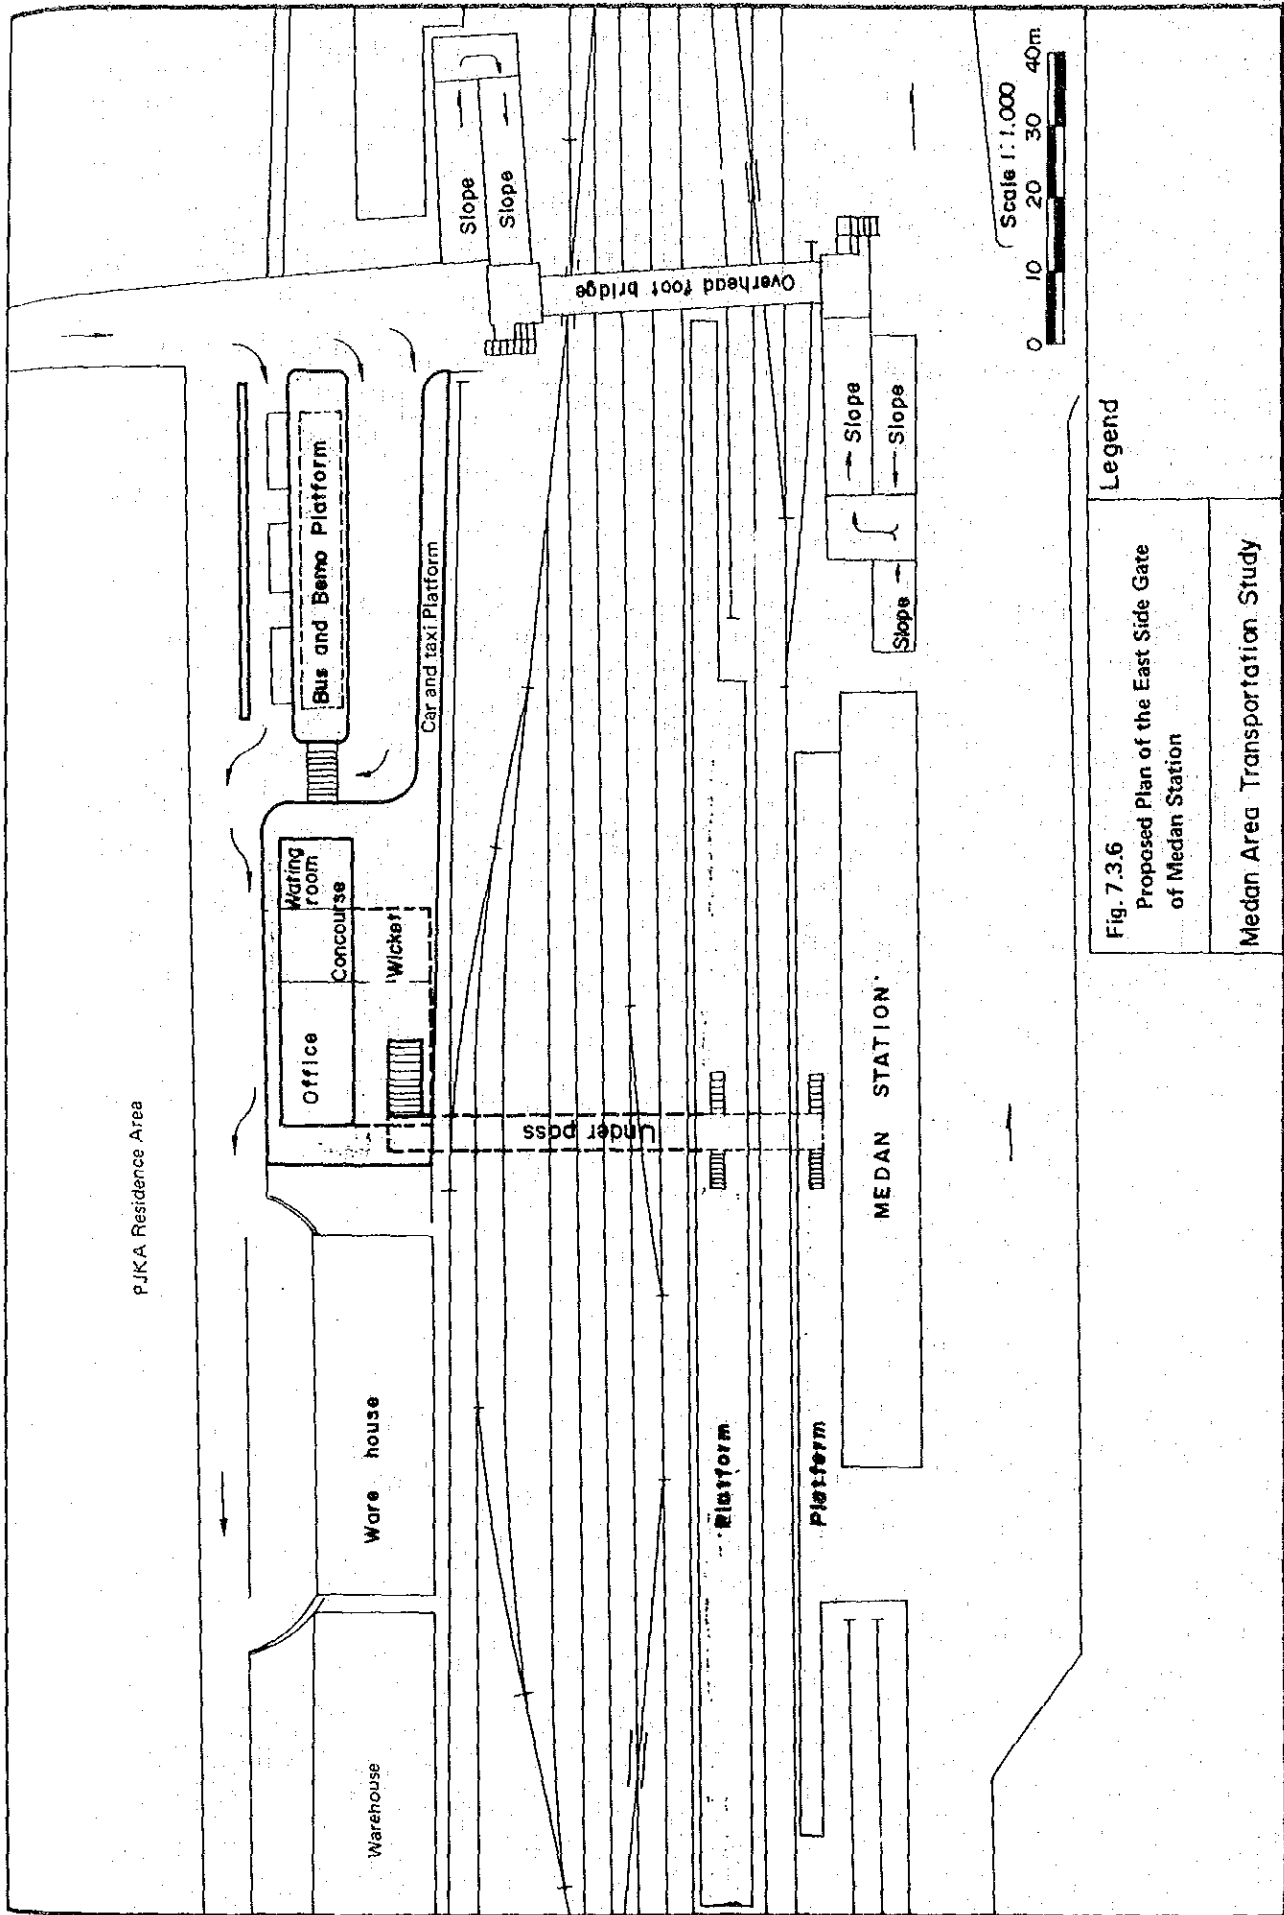 PJKA Residence Area
Warehouse
Ware house
Office
Concourse
Wating
room
Wicket
Bus and Bemo Platform
Car and taxi Platform
Slope
Slope
Under pass
Overhead foot bridge
Platform
Platform
MEDAN STATION
Slope
Slope
Slope
Scale 1:1.000
0 10 20 30 40m
Fig. 7.3.6
Proposed Plan of the East Side Gate
of Medan Station
Medan Area Transportation Study
Legend